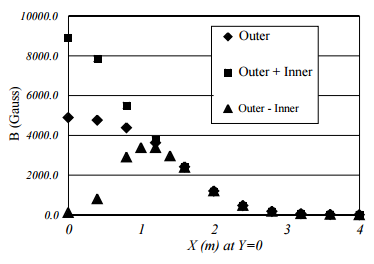 10000.0
8000.0
6000.0
4000.0
2000.0
0.0
B (Gauss)
Outer
Outer + Inner
Outer - Inner
0 1 2 3 4
X (m) at Y=0